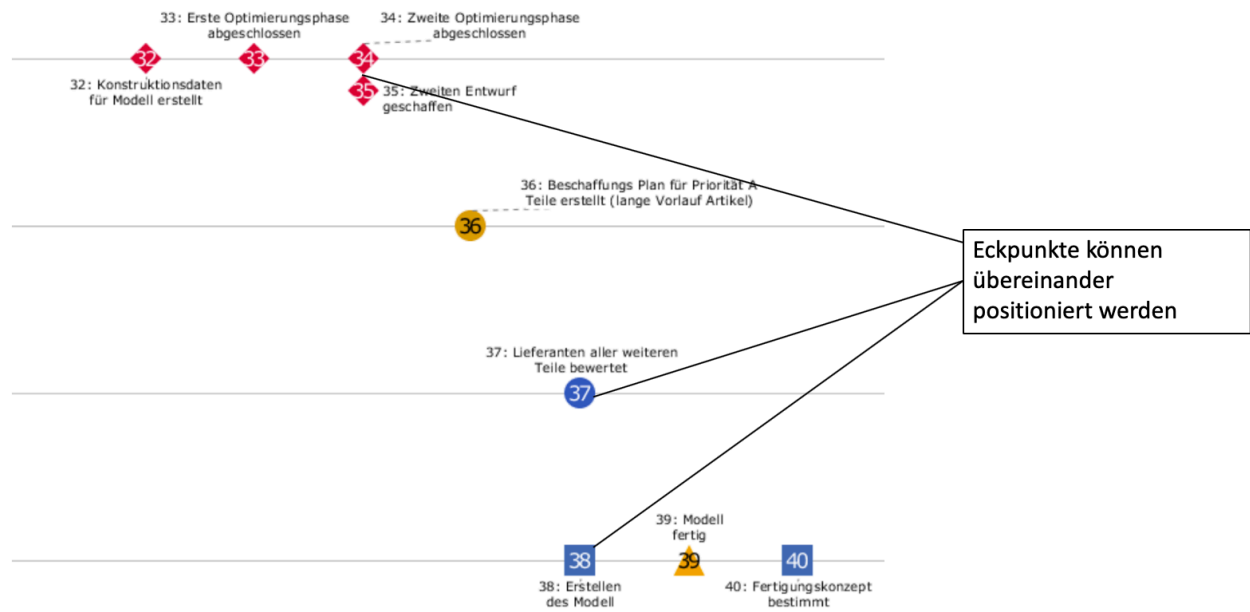 33: Erste Optimierungsphase
abgeschlossen
34: Zweite Optimierungsphase
abgeschlossen
32
33
34
32: Konstruktionsdaten
für Modell erstellt
35
35: Zweiten Entwurf
geschaffen
36: Beschaffungs Plan für Priorität A
Teile erstellt (lange Vorlauf Artikel)
36
Eckpunkte können
übereinander
positioniert werden
37: Lieferanten aller weiteren
Teile bewertet
37
39: Modell
fertig
38
39
40
38: Erstellen
des Modell
40: Fertigungskonzept
bestimmt